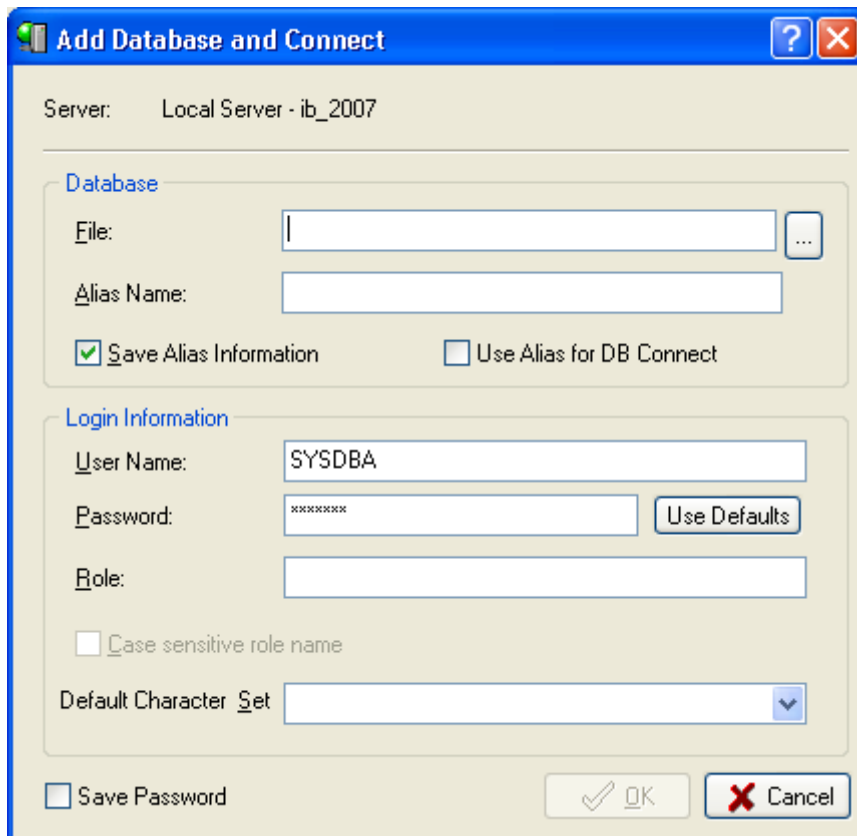 Add Database and Connect
Server: Local Server - ib_2007
Database
File:
...
Alias Name:
Save Alias Information Use Alias for DB Connect
Login Information
User Name: SYSDBA
Password: ******* Use Defaults
Role:
Case sensitive role name
Default Character Set
Save Password OK Cancel